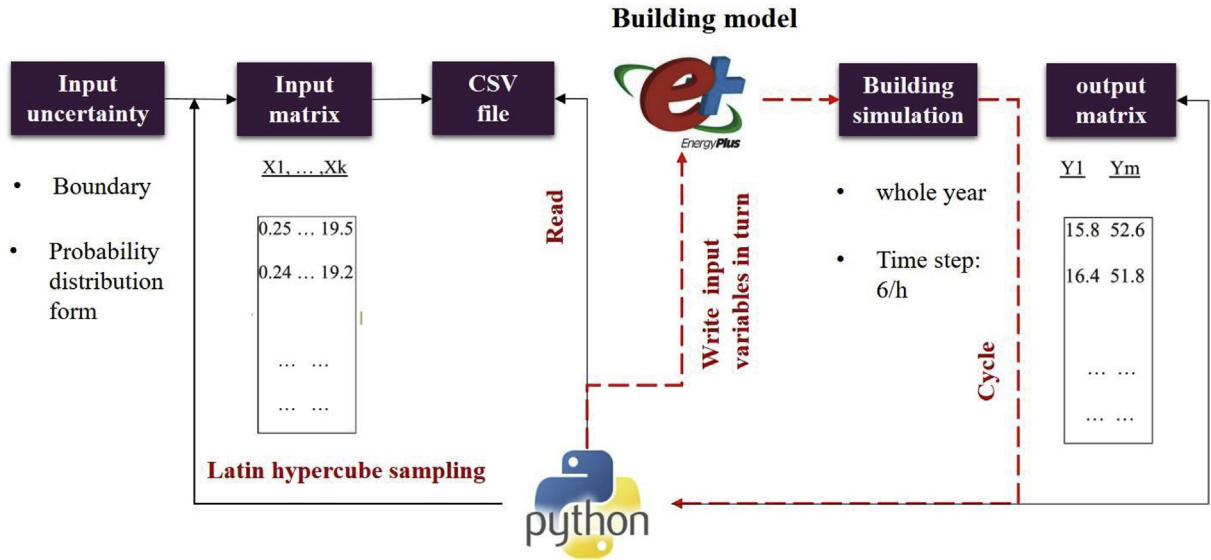 Building model
Input
uncertainty
Input
matrix
CSV
file
e+
EnergyPlus
Building
simulation
output
matrix
• Boundary
• Probability
distribution
form
X1, ... ,Xk
0.25 ... 19.5
0.24 ... 19.2
... ...
... ...
Read
Write input
variables in turn
• whole year
• Time step:
6/h
Cycle
Y1 Ym
15.8 52.6
16.4 51.8
... ...
... ...
Latin hypercube sampling
python